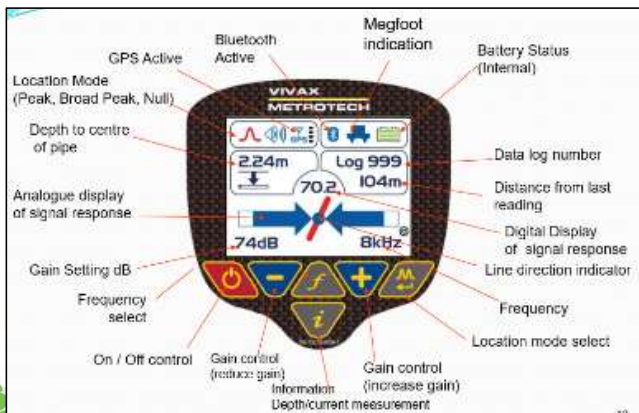 Bluetooth
Active
Megfoot
indication
GPS Active
Battery Status
(Internal)
Location Mode
(Peak, Broad Peak, Null)
VIVAX
METROTECH
Depth to centre
of pipe
GPS
2.24m
Log 999
Data log number
70.2
104m
Distance from last
reading
Analogue display
of signal response
Digital Display
of signal response
74dB
8kHz
Gain Setting dB
Line direction indicator
Frequency
select
f
Frequency
M
i
Location mode select
On / Off control
Gain control
(reduce gain)
Gain control
(increase gain)
Information
Depth/current measurement